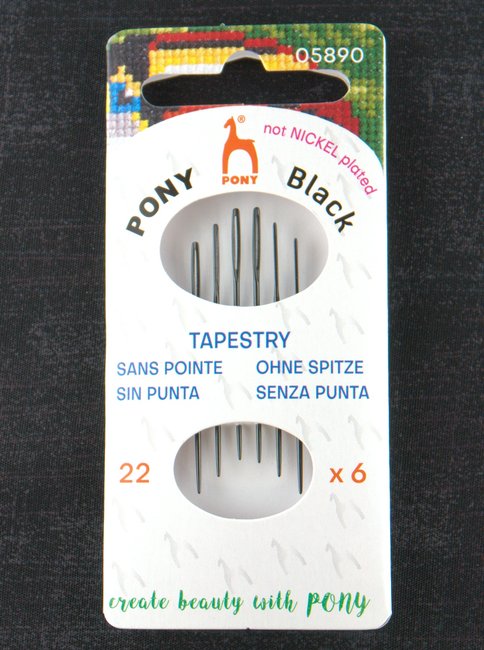 05890
®
not NICKEL plated
PONY
PONY Black
TAPESTRY
SANS POINTE OHNE SPITZE
SIN PUNTA SENZA PUNTA
22 x 6
create beauty with PONY